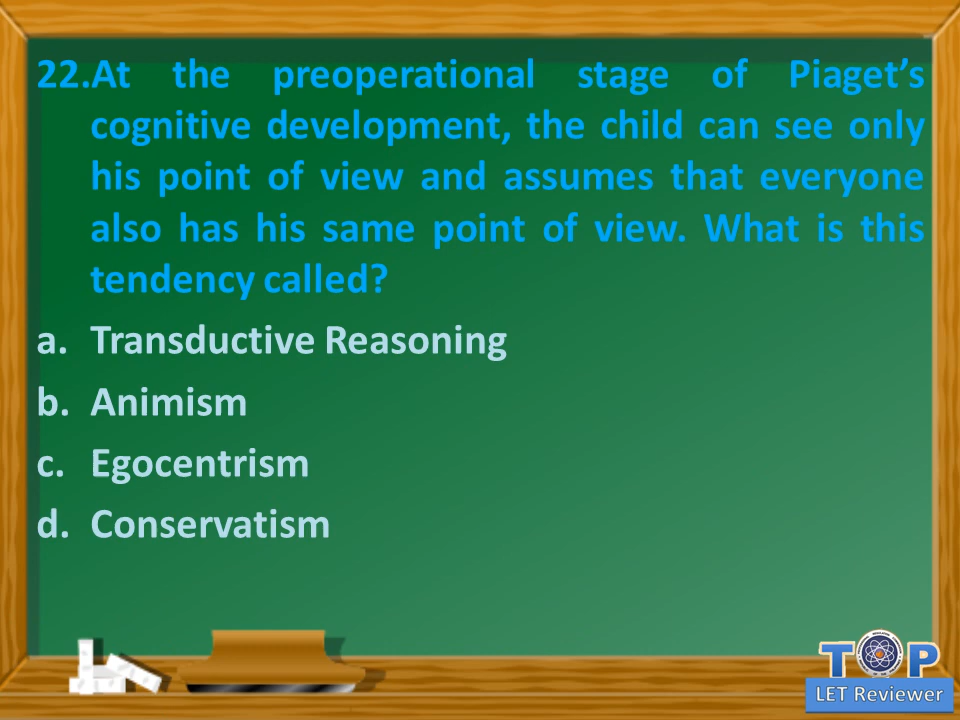 22.At the preoperational stage of Piaget’s
cognitive development, the child can see only
his point of view and assumes that everyone
also has his same point of view. What is this
tendency called?
a. Transductive Reasoning
b. Animism
c. Egocentrism
d. Conservatism
TOP
LET Reviewer